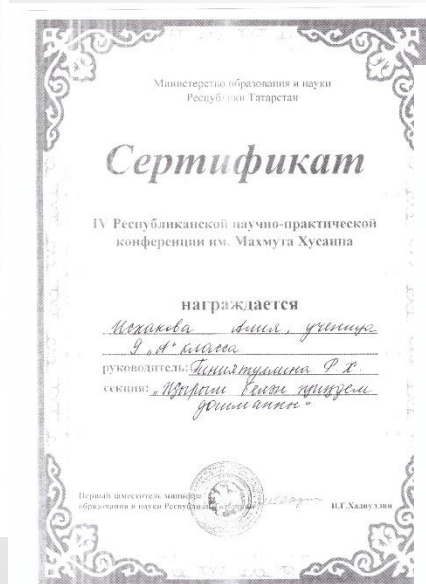 Министерство образования и науки
Республики Татарстан
Сертификат
IV Республиканской научно-практической
конференции им. Махмута Хусаина
награждается
Исхакова Алия, ученица
9 „А" класса
руководитель: Гиниятуллина Р. Х.
секция:
Первый заместитель министра
образования и науки Республики Татарстан
И.Г.Хадиуллин